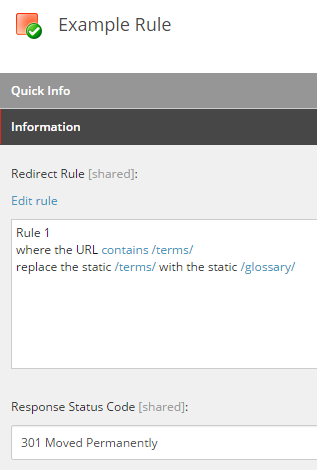 Example Rule
Quick Info
Information
Redirect Rule [shared]:
Edit rule
Rule 1
where the URL contains /terms/
replace the static /terms/ with the static /glossary/
Response Status Code [shared]:
301 Moved Permanently